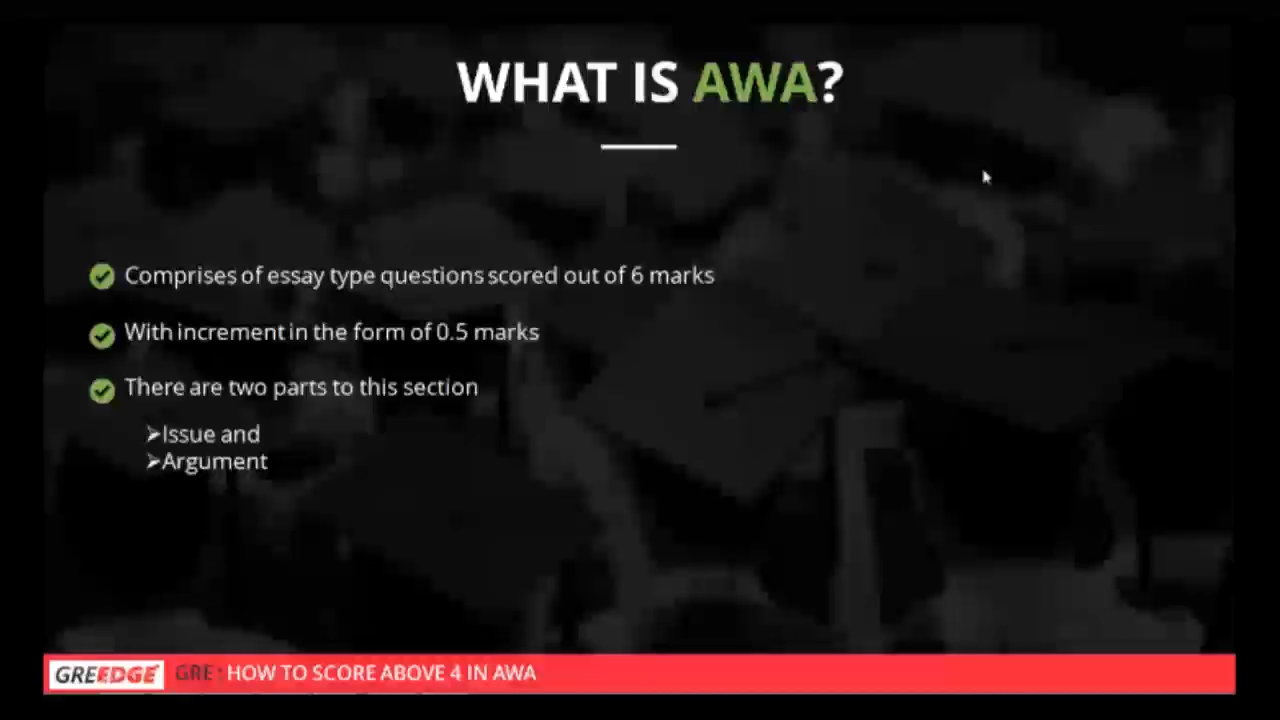 WHAT IS AWA?
Comprises of essay type questions scored out of 6 marks
With increment in the form of 0.5 marks
There are two parts to this section
➢Issue and
➢Argument
GREEDGE GRE : HOW TO SCORE ABOVE 4 IN AWA